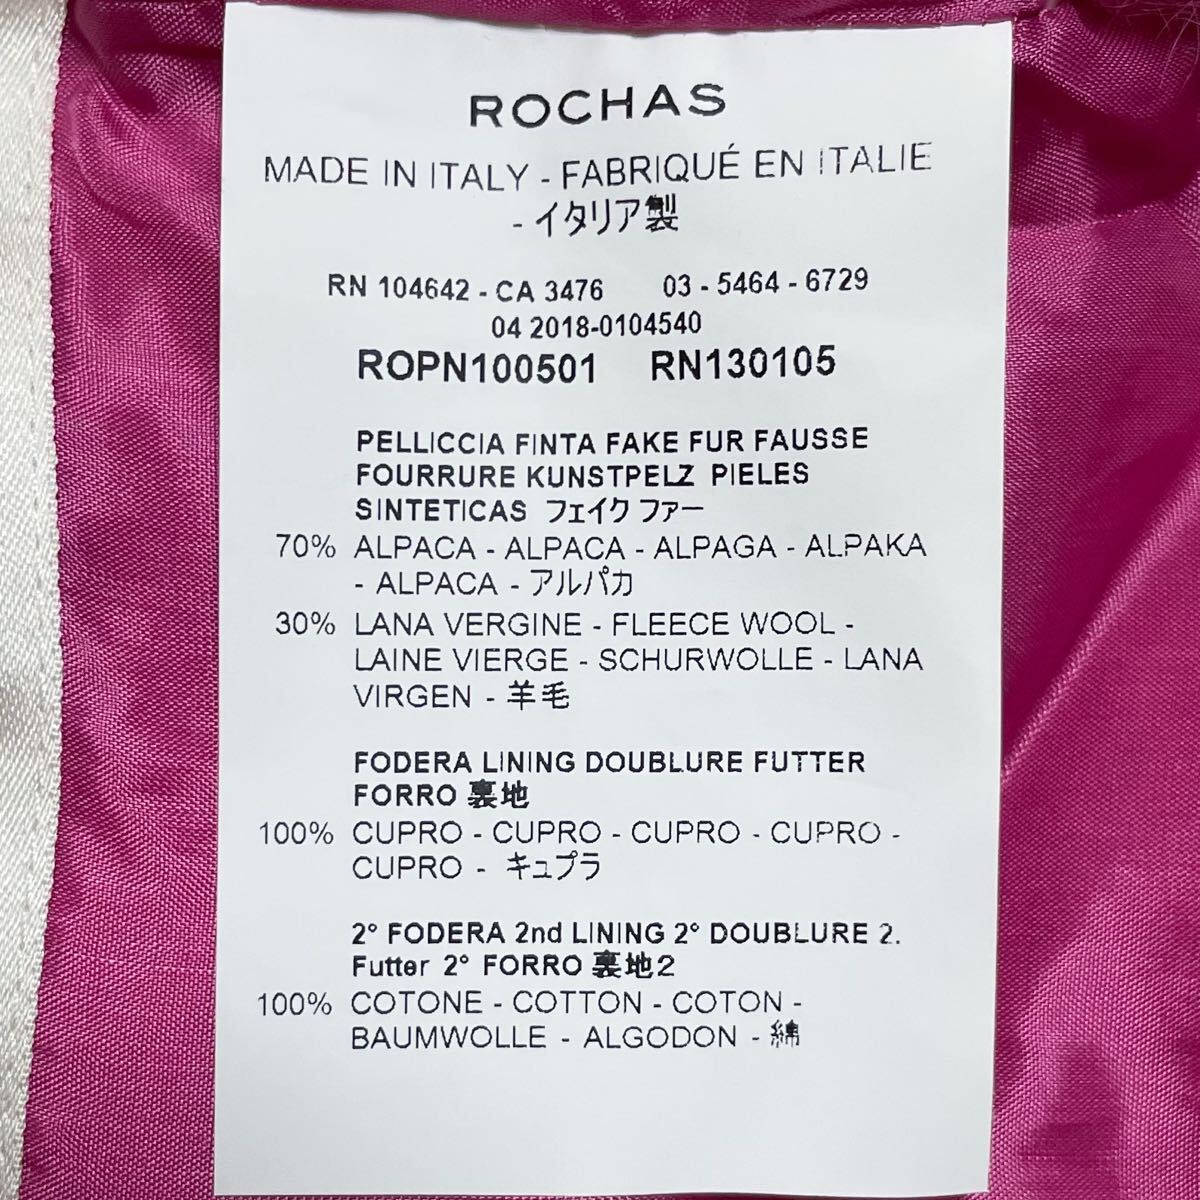 ROCHAS
MADE IN ITALY - FABRIQUÉ EN ITALIE
- イタリア製
RN 104642 - CA 3476 03 - 5464 - 6729
04 2018-0104540
ROPN100501 RN130105
PELLICCIA FINTA FAKE FUR FAUSSE
FOURRURE KUNSTPELZ PIELES
SINTETICAS フェイクファー
70% ALPACA - ALPACA - ALPAGA - ALPAKA
- ALPACA - アルパカ
30% LANA VERGINE - FLEECE WOOL -
LAINE VIERGE - SCHURWOLLE - LANA
VIRGEN - 羊毛
FODERA LINING DOUBLURE FUTTER
FORRO 裏地
100% CUPRO - CUPRO - CUPRO - CUPRO -
CUPRO - キュプラ
2° FODERA 2nd LINING 2° DOUBLURE 2.
Futter 2° FORRO 裏地2
100% COTONE - COTTON - COTON -
BAUMWOLLE - ALGODON - 綿